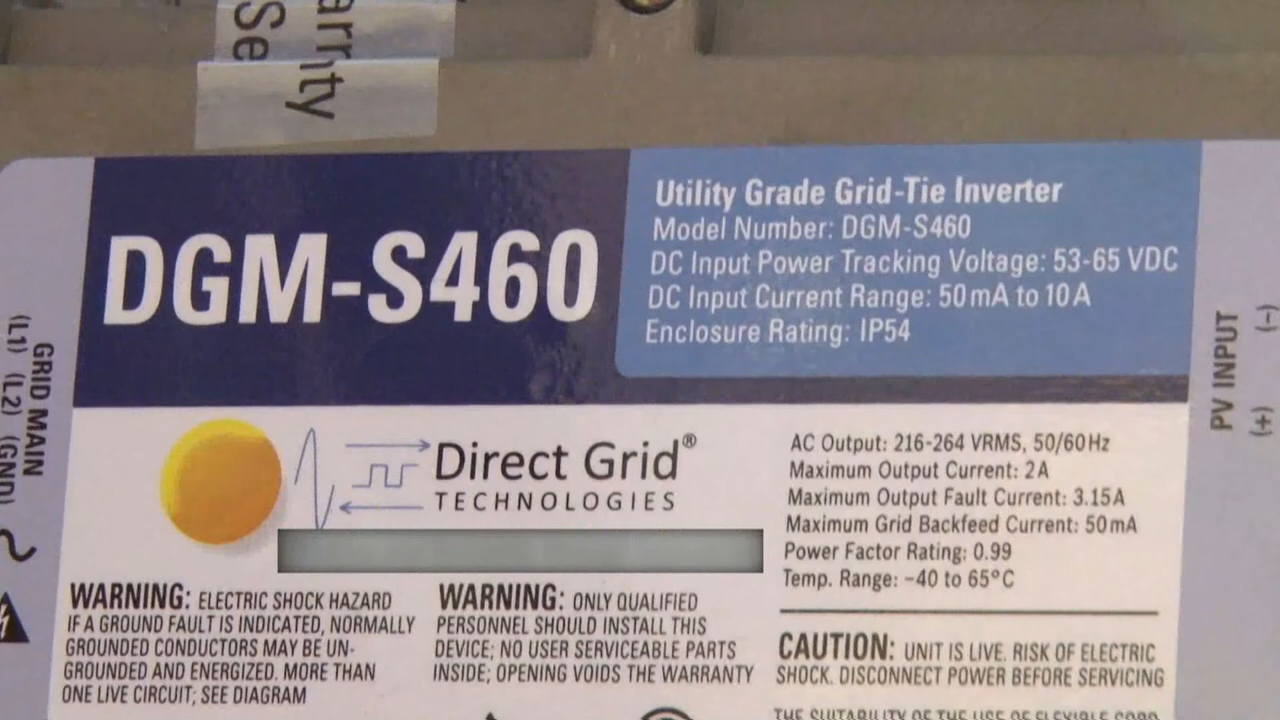 arrnty
Se
DGM-S460
Utility Grade Grid-Tie Inverter
Model Number: DGM-S460
DC Input Power Tracking Voltage: 53-65 VDC
DC Input Current Range: 50mA to 10A
Enclosure Rating: IP54
GRID MAIN
(L1) (L2) (GND)
PV INPUT
(+) (-)
Direct Grid®
TECHNOLOGIES
AC Output: 216-264 VRMS, 50/60Hz
Maximum Output Current: 2A
Maximum Output Fault Current: 3.15A
Maximum Grid Backfeed Current: 50mA
Power Factor Rating: 0.99
Temp. Range: -40 to 65°C
WARNING: ELECTRIC SHOCK HAZARD
IF A GROUND FAULT IS INDICATED, NORMALLY
GROUNDED CONDUCTORS MAY BE UN-
GROUNDED AND ENERGIZED. MORE THAN
ONE LIVE CIRCUIT; SEE DIAGRAM
WARNING: ONLY QUALIFIED
PERSONNEL SHOULD INSTALL THIS
DEVICE; NO USER SERVICEABLE PARTS
INSIDE; OPENING VOIDS THE WARRANTY
CAUTION: UNIT IS LIVE. RISK OF ELECTRIC
SHOCK. DISCONNECT POWER BEFORE SERVICING
THE SUITABILITY OF THE USE OF FLEXIBLE CORD